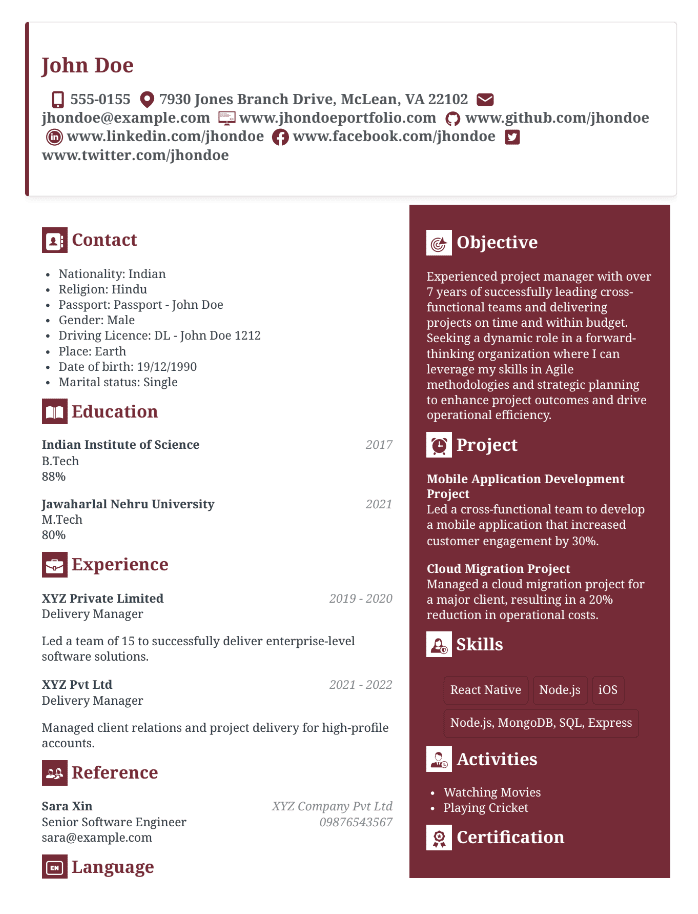 John Doe
555-0155 7930 Jones Branch Drive, McLean, VA 22102
jhondoe@example.com www.jhondoeportfolio.com www.github.com/jhondoe
www.linkedin.com/jhondoe www.facebook.com/jhondoe
www.twitter.com/jhondoe
Contact
• Nationality: Indian
• Religion: Hindu
• Passport: Passport - John Doe
• Gender: Male
• Driving Licence: DL - John Doe 1212
• Place: Earth
• Date of birth: 19/12/1990
• Marital status: Single
Education
Indian Institute of Science 2017
B.Tech
88%
Jawaharlal Nehru University 2021
M.Tech
80%
Experience
XYZ Private Limited 2019 - 2020
Delivery Manager
Led a team of 15 to successfully deliver enterprise-level
software solutions.
XYZ Pvt Ltd 2021 - 2022
Delivery Manager
Managed client relations and project delivery for high-profile
accounts.
Reference
Sara Xin XYZ Company Pvt Ltd
Senior Software Engineer 09876543567
sara@example.com
EN Language
Objective
Experienced project manager with over
7 years of successfully leading cross-
functional teams and delivering
projects on time and within budget.
Seeking a dynamic role in a forward-
thinking organization where I can
leverage my skills in Agile
methodologies and strategic planning
to enhance project outcomes and drive
operational efficiency.
Project
Mobile Application Development
Project
Led a cross-functional team to develop
a mobile application that increased
customer engagement by 30%.
Cloud Migration Project
Managed a cloud migration project for
a major client, resulting in a 20%
reduction in operational costs.
Skills
React Native Node.js iOS
Node.js, MongoDB, SQL, Express
Activities
• Watching Movies
• Playing Cricket
Certification